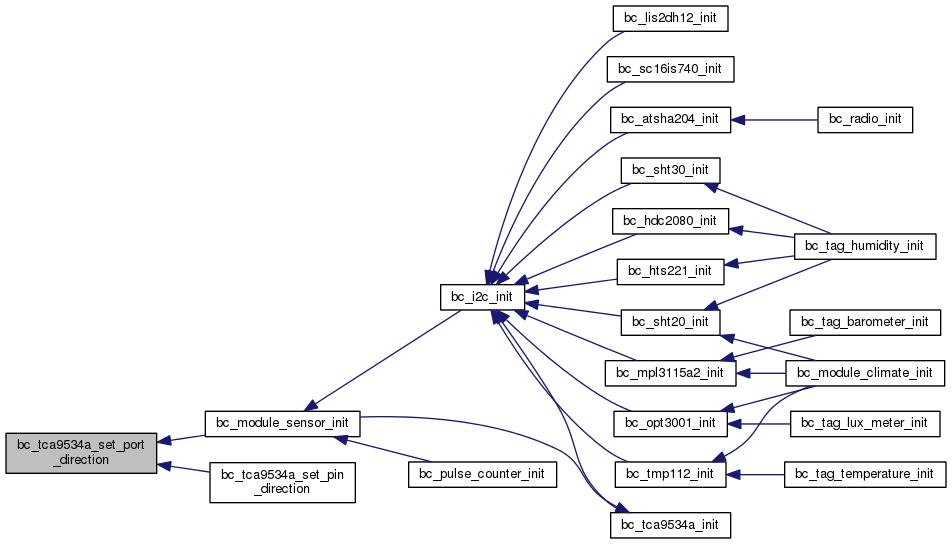 bc_lis2dh12_init
bc_sc16is740_init
bc_atsha204_init
bc_radio_init
bc_sht30_init
bc_hdc2080_init
bc_tag_humidity_init
bc_hts221_init
bc_i2c_init
bc_sht20_init
bc_tag_barometer_init
bc_mpl3115a2_init
bc_module_climate_init
bc_module_sensor_init
bc_opt3001_init
bc_tag_lux_meter_init
bc_tca9534a_set_port
_direction
bc_tca9534a_set_pin
_direction
bc_pulse_counter_init
bc_tmp112_init
bc_tag_temperature_init
bc_tca9534a_init